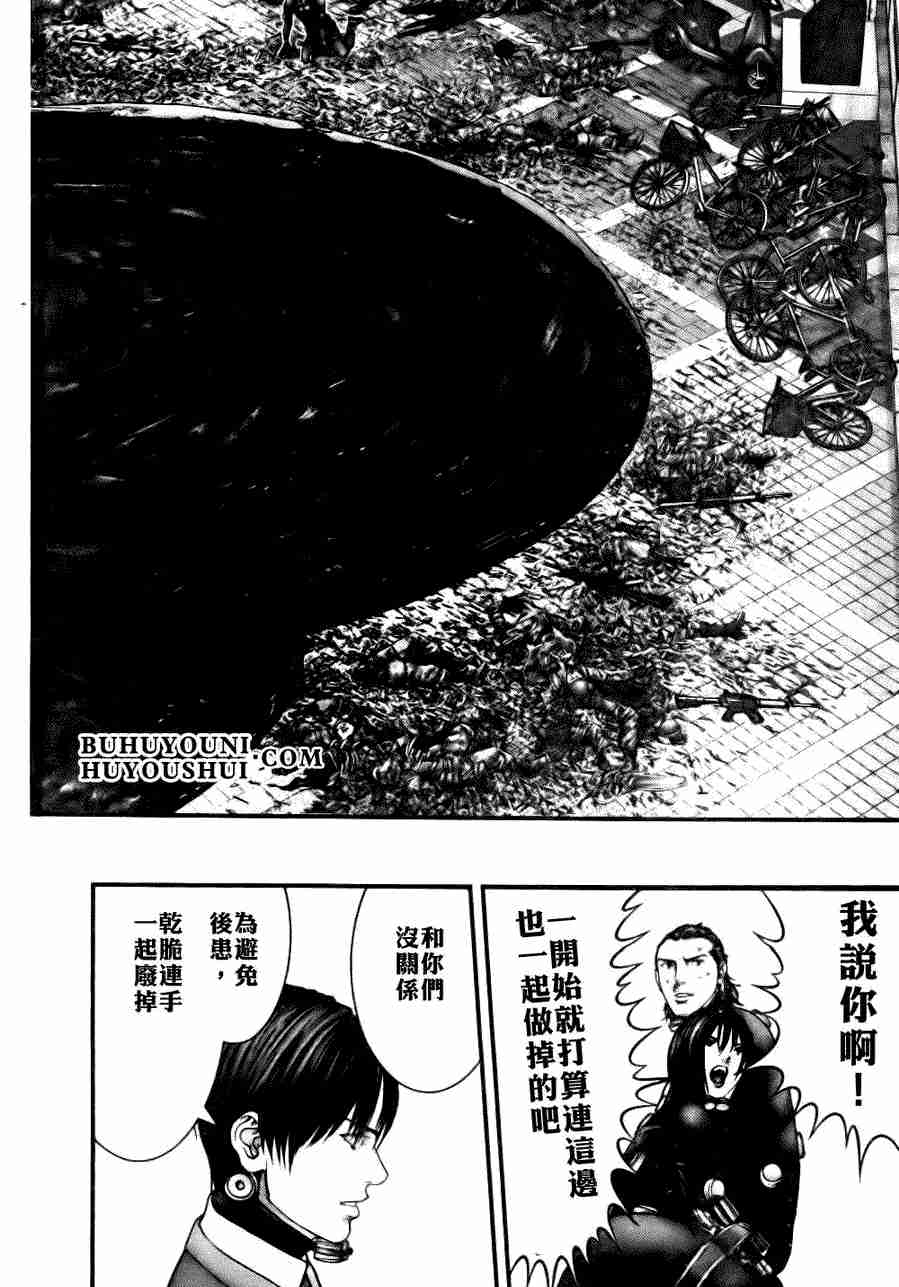 BUHUYOUNI
HUYOUSHUI.COM
我說你啊！
一開始就打算連這邊
也一起做掉的吧
和你們
沒關係
為避免
後患，
乾脆連手
一起廢掉